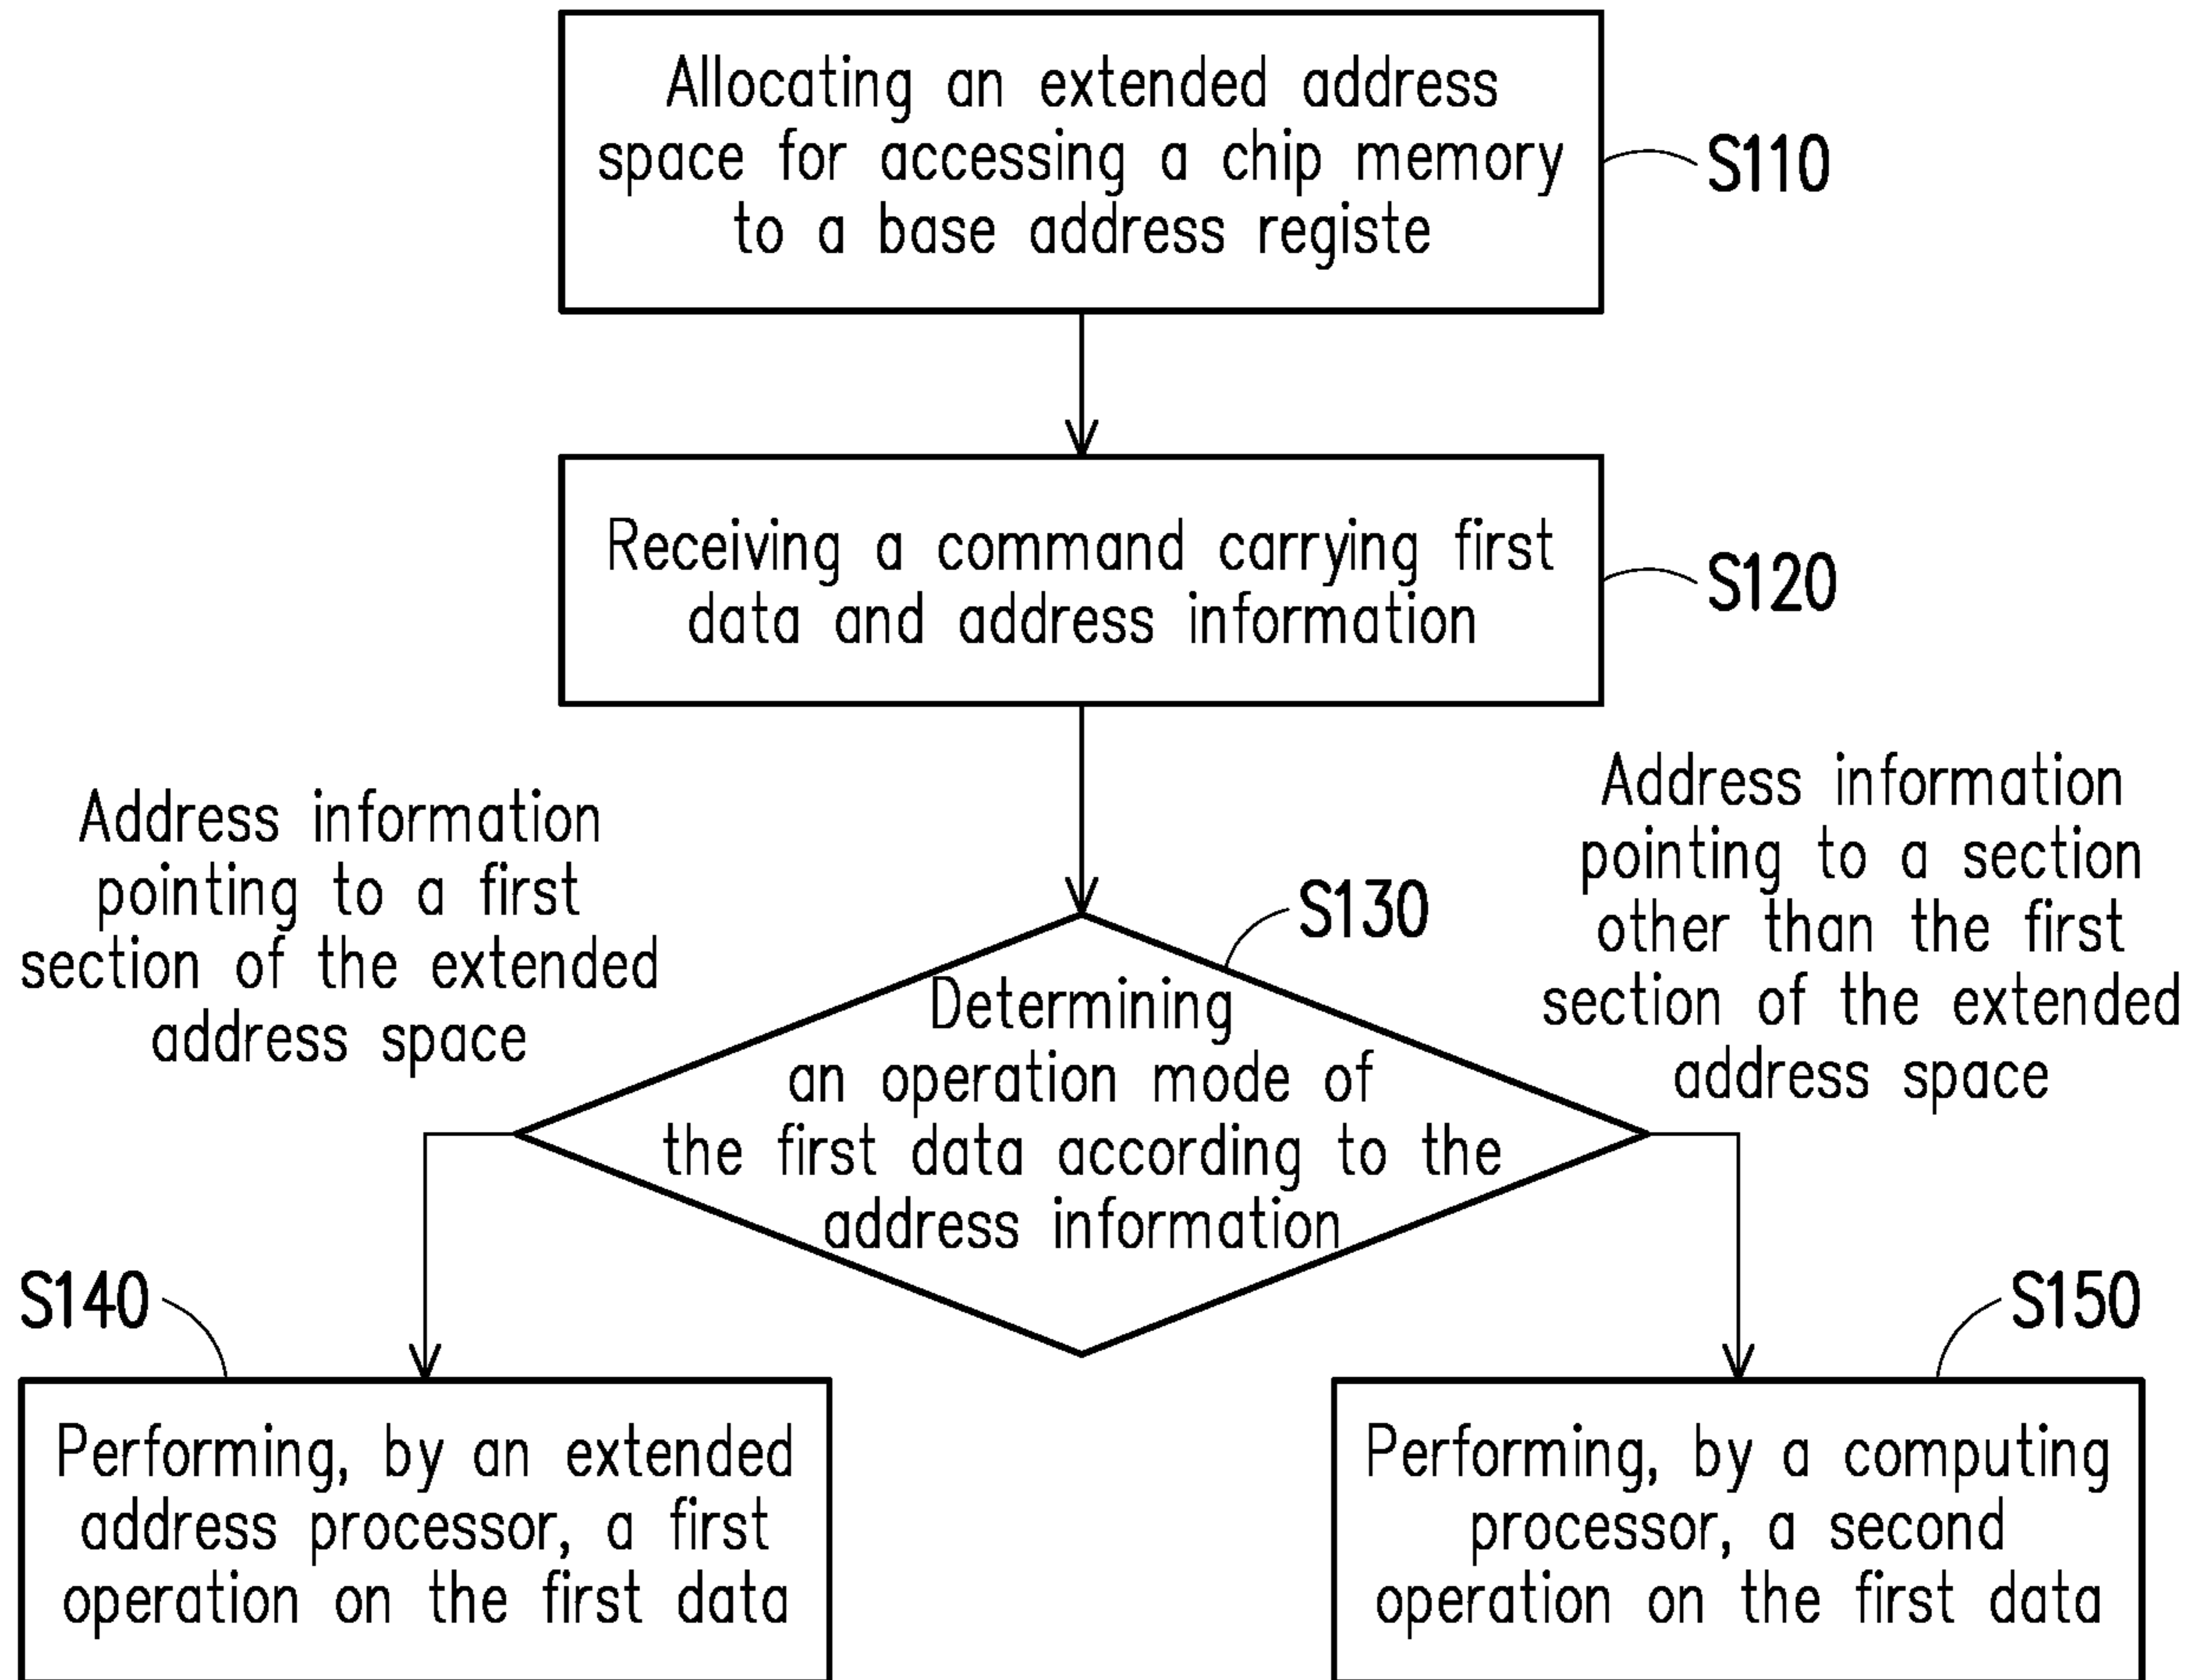 Allocating an extended address
space for accessing a chip memory
to a base address registe
S110
Receiving a command carrying first
data and address information
S120
Address information
pointing to a first
section of the extended
address space
Address information
pointing to a section
other than the first
section of the extended
address space
S130
Determining
an operation mode of
the first data according to the
address information
S140
Performing, by an extended
address processor, a first
operation on the first data
S150
Performing, by a computing
processor, a second
operation on the first data